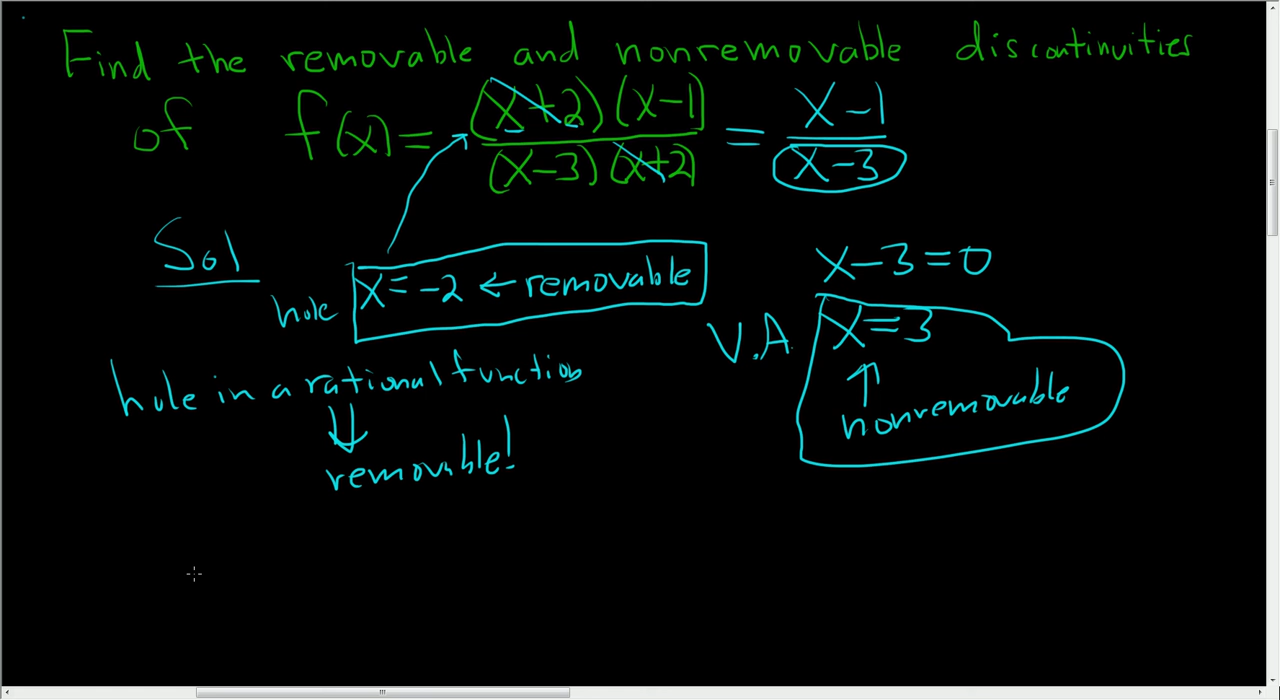 Find the removable and nonremovable discontinuities
of f(x) = (x+2)(x-1) / (x-3)(x+2) = x-1 / x-3
Sol
hole x = -2 ← removable
hole in a rational function
⇓
removable!
x-3=0
V.A. x=3
↑
nonremovable